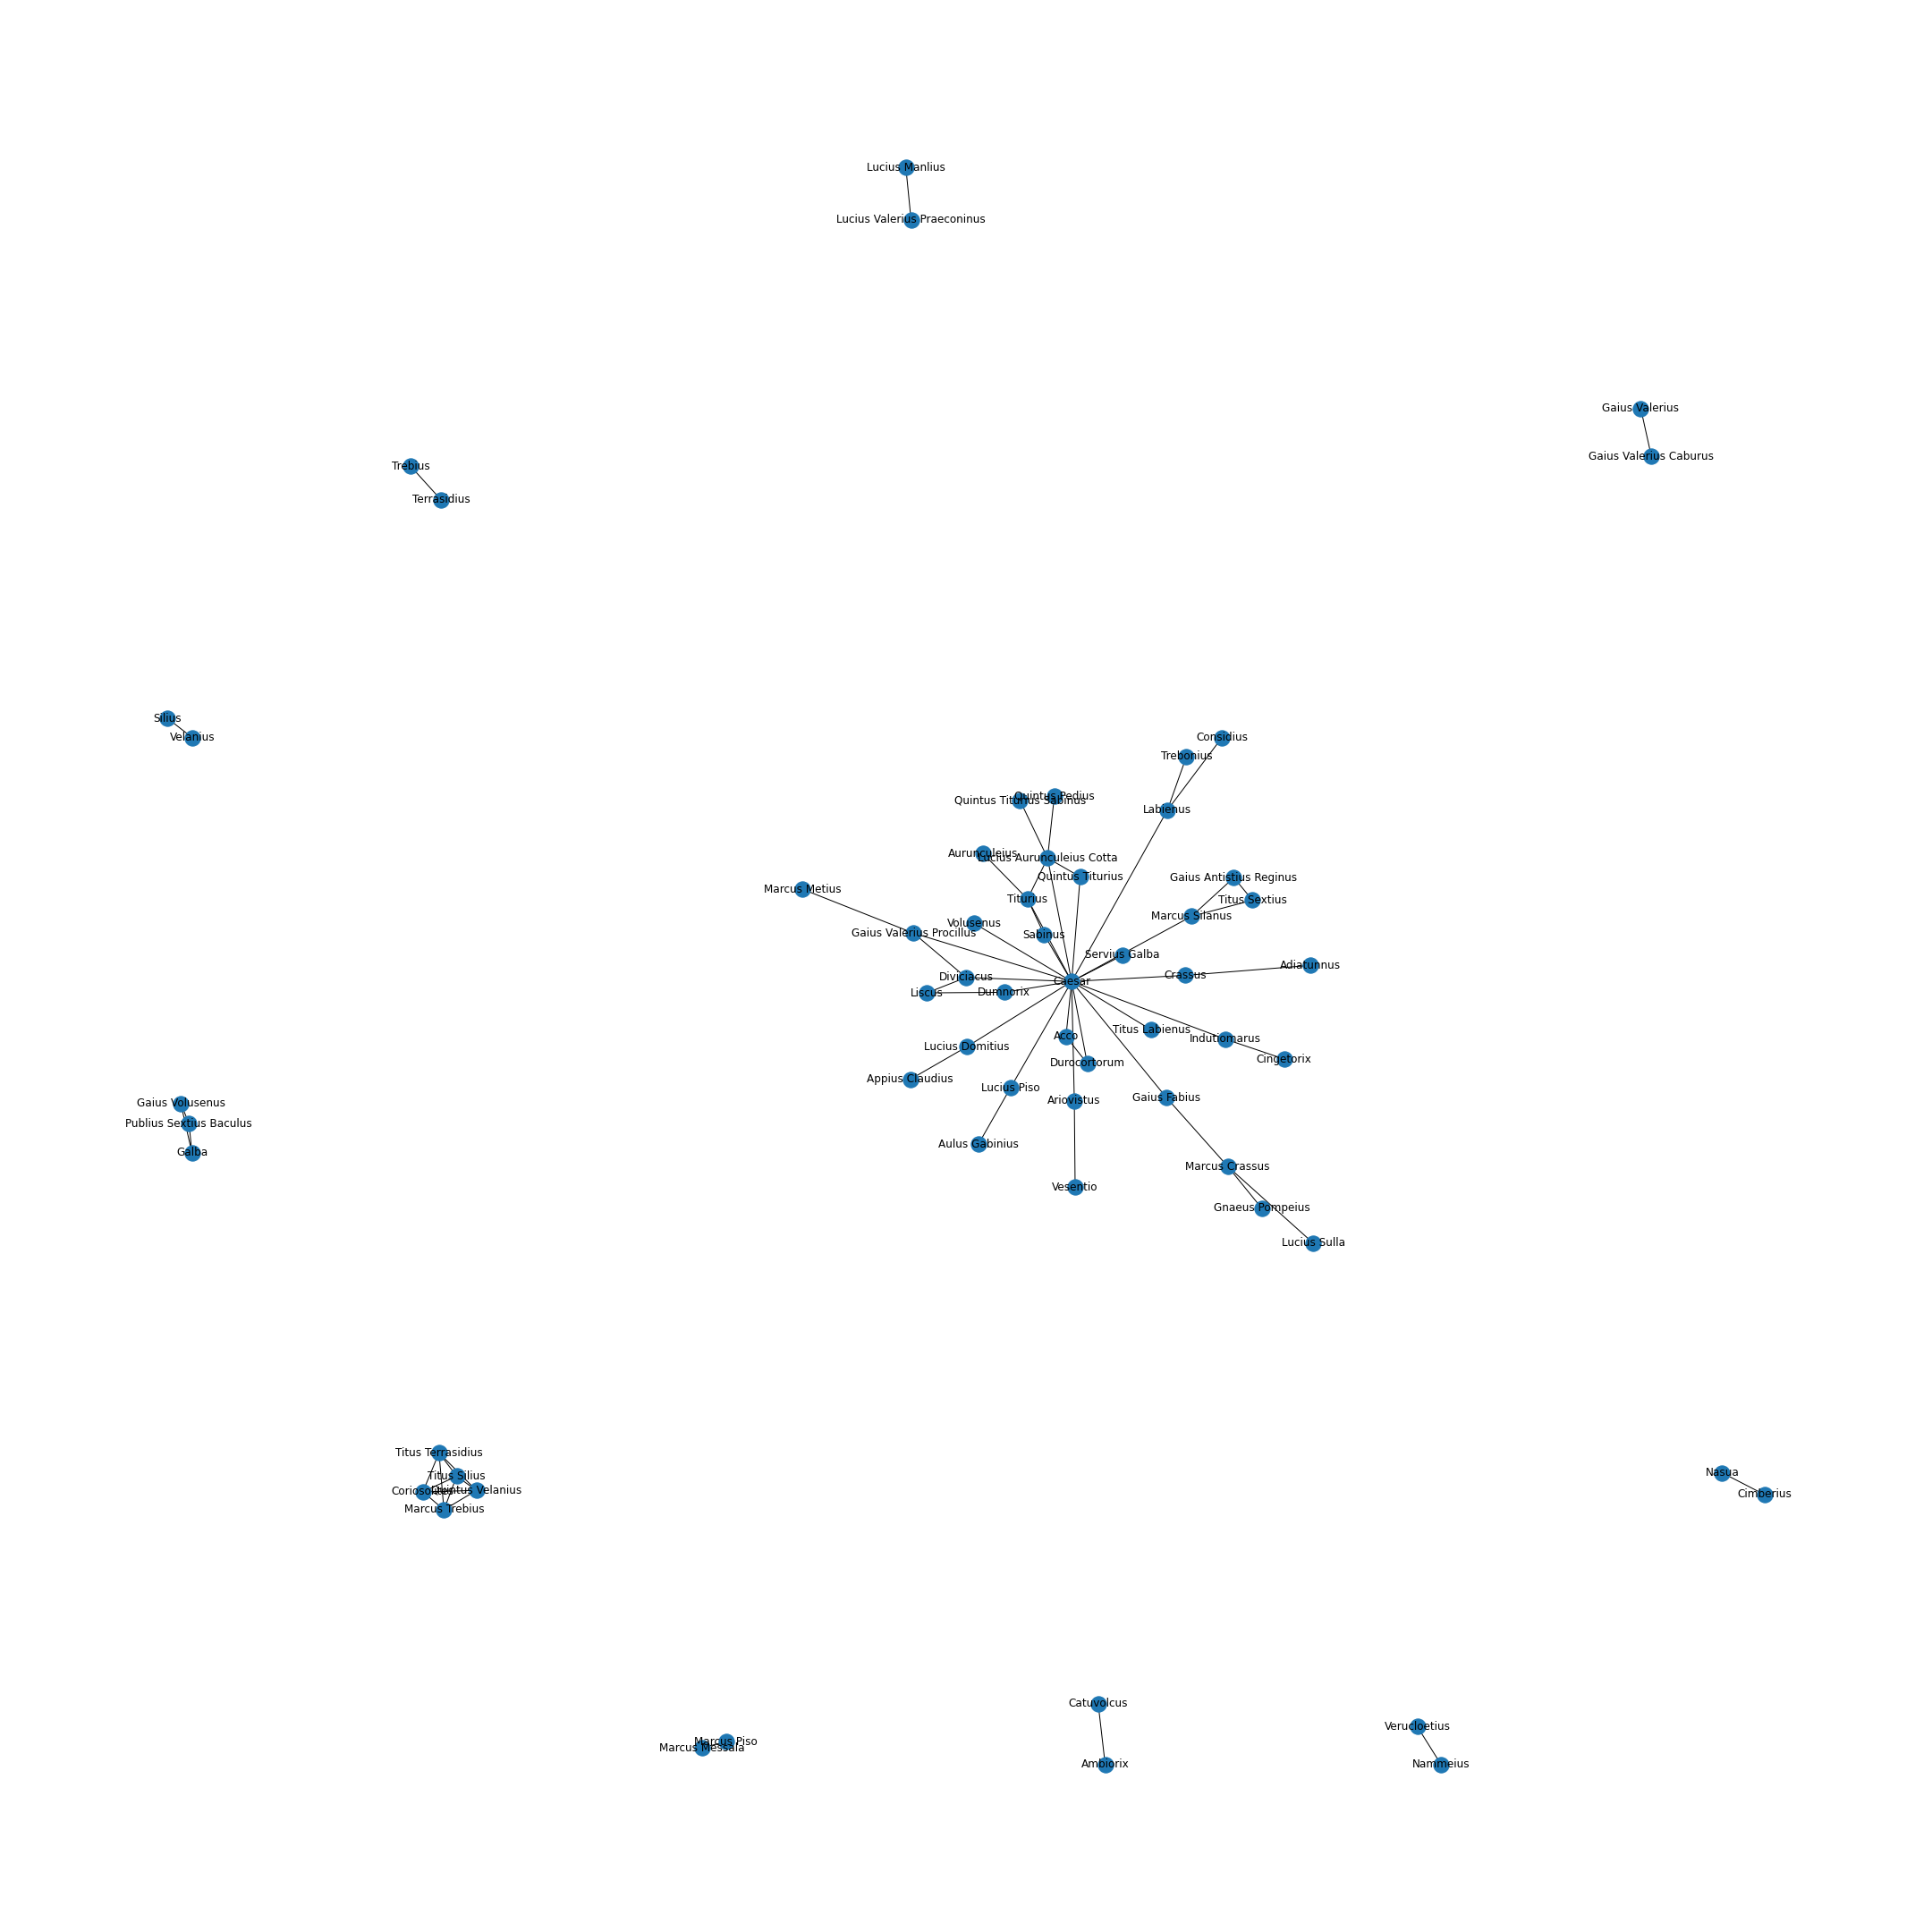 Lucius Manlius
Lucius Valerius Praeconinus
Gaius Valerius
Gaius Valerius Caburus
Trebius
Terrasidius
Silius
Velanius
Considius
Trebonius
Quintus Pedius
Quintus Titurius Sabinus
Labienus
Aurunculeius
Lucius Aurunculeius Cotta
Quintus Titurius
Gaius Antistius Reginus
Marcus Metius
Titurius
Titus Sextius
Marcus Silanus
Volusenus
Gaius Valerius Procillus
Sabinus
Servius Galba
Adiatunnus
Crassus
Diviciacus
Caesar
Liscus
Dumnorix
Titus Labienus
Acco
Indutiomarus
Lucius Domitius
Cingetorix
Durocortorum
Appius Claudius
Lucius Piso
Gaius Fabius
Ariovistus
Gaius Volusenus
Publius Sextius Baculus
Aulus Gabinius
Galba
Marcus Crassus
Vesentio
Gnaeus Pompeius
Lucius Sulla
Titus Terrasidius
Nasua
Titus Silius
Quintus Velanius
Cimberius
Marcus Trebius
Catuvolcus
Verucloetius
Marcus Piso
Marcus Messala
Ambiorix
Nammeius